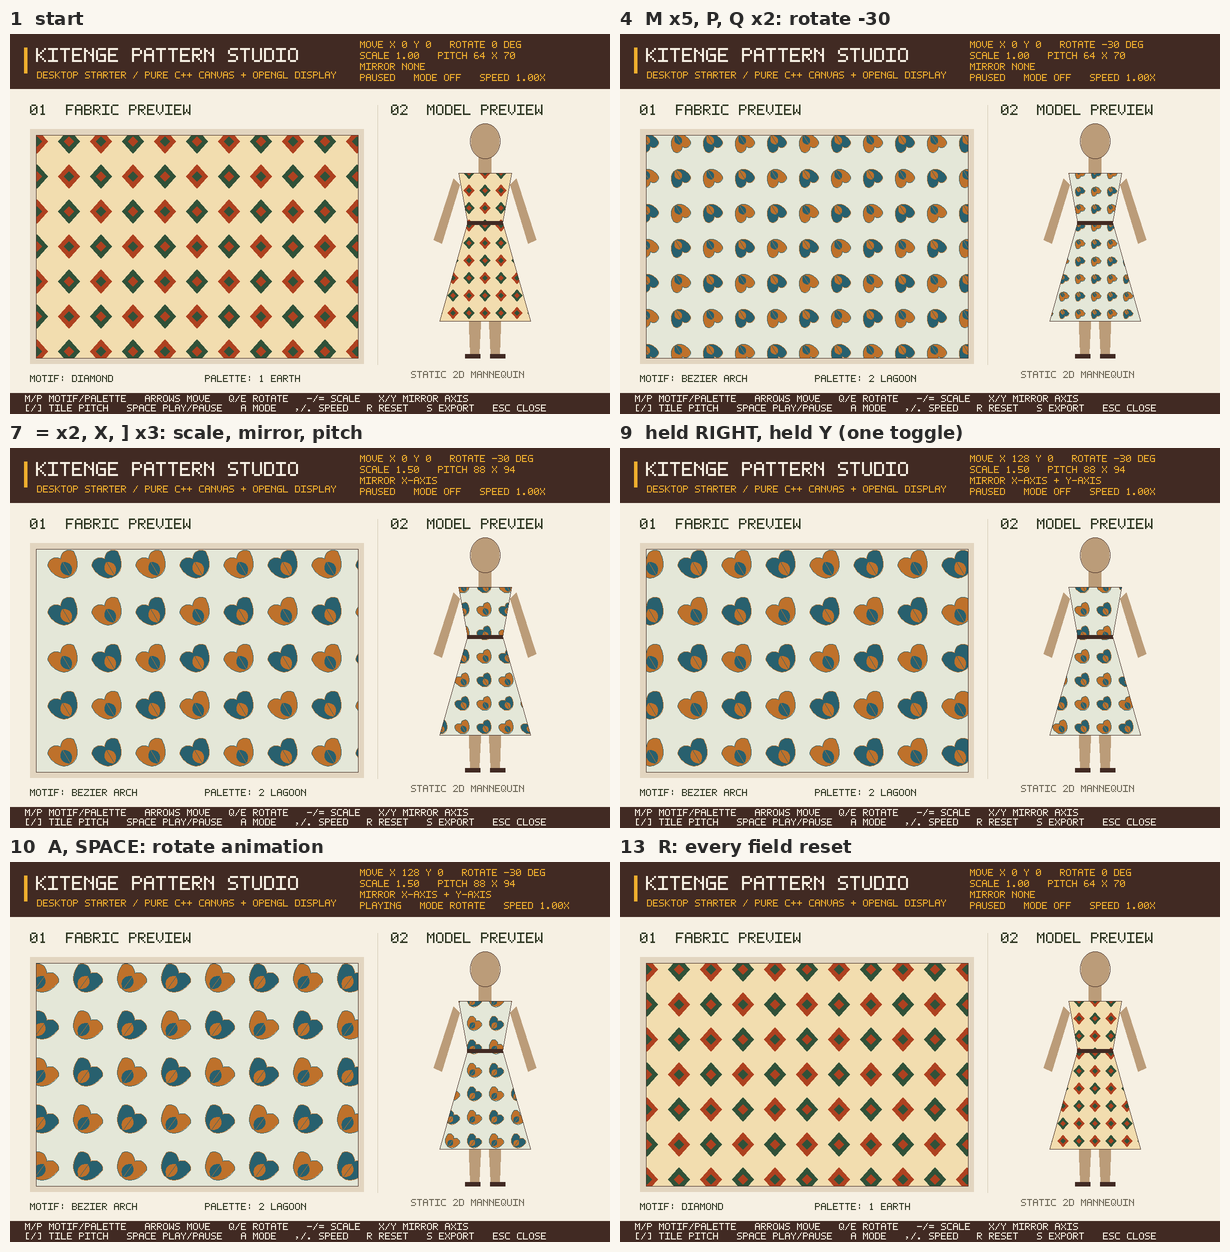 1  start
KITENGE PATTERN STUDIO
DESKTOP STARTER / PURE C++ CANVAS + OPENGL DISPLAY
MOVE X 0 Y 0   ROTATE 0 DEG
SCALE 1.00   PITCH 64 X 70
MIRROR NONE
PAUSED   MODE OFF   SPEED 1.00X
01  FABRIC PREVIEW
02  MODEL PREVIEW
MOTIF: DIAMOND
PALETTE: 1 EARTH
STATIC 2D MANNEQUIN
M/P MOTIF/PALETTE   ARROWS MOVE   Q/E ROTATE   -/= SCALE   X/Y MIRROR AXIS
[/] TILE PITCH   SPACE PLAY/PAUSE   A MODE   ,/. SPEED   R RESET   S EXPORT   ESC CLOSE
4  M x5, P, Q x2: rotate -30
KITENGE PATTERN STUDIO
DESKTOP STARTER / PURE C++ CANVAS + OPENGL DISPLAY
MOVE X 0 Y 0   ROTATE -30 DEG
SCALE 1.00   PITCH 64 X 70
MIRROR NONE
PAUSED   MODE OFF   SPEED 1.00X
01  FABRIC PREVIEW
02  MODEL PREVIEW
MOTIF: BEZIER ARCH
PALETTE: 2 LAGOON
STATIC 2D MANNEQUIN
M/P MOTIF/PALETTE   ARROWS MOVE   Q/E ROTATE   -/= SCALE   X/Y MIRROR AXIS
[/] TILE PITCH   SPACE PLAY/PAUSE   A MODE   ,/. SPEED   R RESET   S EXPORT   ESC CLOSE
7  = x2, X, ] x3: scale, mirror, pitch
KITENGE PATTERN STUDIO
DESKTOP STARTER / PURE C++ CANVAS + OPENGL DISPLAY
MOVE X 0 Y 0   ROTATE -30 DEG
SCALE 1.50   PITCH 88 X 94
MIRROR X-AXIS
PAUSED   MODE OFF   SPEED 1.00X
01  FABRIC PREVIEW
02  MODEL PREVIEW
MOTIF: BEZIER ARCH
PALETTE: 2 LAGOON
STATIC 2D MANNEQUIN
M/P MOTIF/PALETTE   ARROWS MOVE   Q/E ROTATE   -/= SCALE   X/Y MIRROR AXIS
[/] TILE PITCH   SPACE PLAY/PAUSE   A MODE   ,/. SPEED   R RESET   S EXPORT   ESC CLOSE
9  held RIGHT, held Y (one toggle)
KITENGE PATTERN STUDIO
DESKTOP STARTER / PURE C++ CANVAS + OPENGL DISPLAY
MOVE X 128 Y 0   ROTATE -30 DEG
SCALE 1.50   PITCH 88 X 94
MIRROR X-AXIS + Y-AXIS
PAUSED   MODE OFF   SPEED 1.00X
01  FABRIC PREVIEW
02  MODEL PREVIEW
MOTIF: BEZIER ARCH
PALETTE: 2 LAGOON
STATIC 2D MANNEQUIN
M/P MOTIF/PALETTE   ARROWS MOVE   Q/E ROTATE   -/= SCALE   X/Y MIRROR AXIS
[/] TILE PITCH   SPACE PLAY/PAUSE   A MODE   ,/. SPEED   R RESET   S EXPORT   ESC CLOSE
10  A, SPACE: rotate animation
KITENGE PATTERN STUDIO
DESKTOP STARTER / PURE C++ CANVAS + OPENGL DISPLAY
MOVE X 128 Y 0   ROTATE -30 DEG
SCALE 1.50   PITCH 88 X 94
MIRROR X-AXIS + Y-AXIS
PLAYING   MODE ROTATE   SPEED 1.00X
01  FABRIC PREVIEW
02  MODEL PREVIEW
MOTIF: BEZIER ARCH
PALETTE: 2 LAGOON
STATIC 2D MANNEQUIN
M/P MOTIF/PALETTE   ARROWS MOVE   Q/E ROTATE   -/= SCALE   X/Y MIRROR AXIS
[/] TILE PITCH   SPACE PLAY/PAUSE   A MODE   ,/. SPEED   R RESET   S EXPORT   ESC CLOSE
13  R: every field reset
KITENGE PATTERN STUDIO
DESKTOP STARTER / PURE C++ CANVAS + OPENGL DISPLAY
MOVE X 0 Y 0   ROTATE 0 DEG
SCALE 1.00   PITCH 64 X 70
MIRROR NONE
PAUSED   MODE OFF   SPEED 1.00X
01  FABRIC PREVIEW
02  MODEL PREVIEW
MOTIF: DIAMOND
PALETTE: 1 EARTH
STATIC 2D MANNEQUIN
M/P MOTIF/PALETTE   ARROWS MOVE   Q/E ROTATE   -/= SCALE   X/Y MIRROR AXIS
[/] TILE PITCH   SPACE PLAY/PAUSE   A MODE   ,/. SPEED   R RESET   S EXPORT   ESC CLOSE